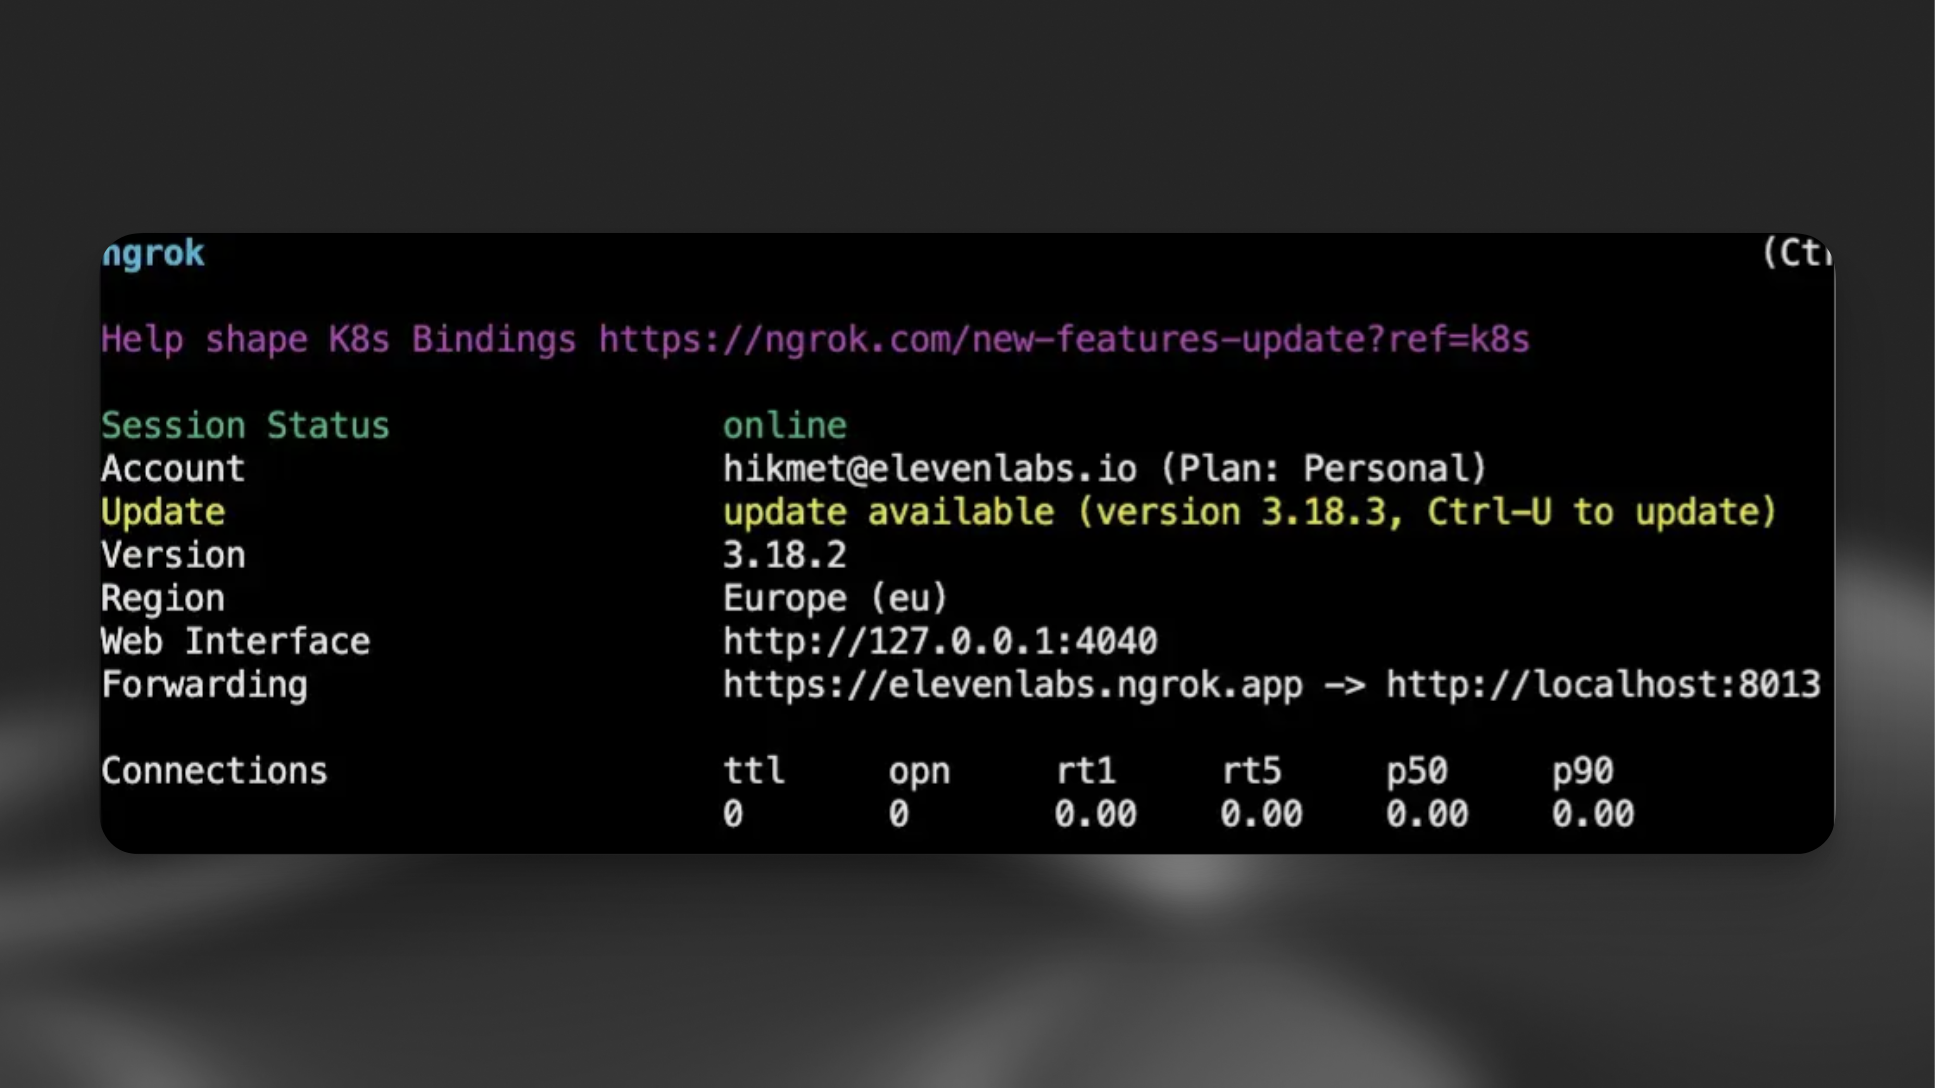 ngrok (Ct
Help shape K8s Bindings https://ngrok.com/new-features-update?ref=k8s
Session Status online
Account hikmet@elevenlabs.io (Plan: Personal)
Update update available (version 3.18.3, Ctrl-U to update)
Version 3.18.2
Region Europe (eu)
Web Interface http://127.0.0.1:4040
Forwarding https://elevenlabs.ngrok.app -> http://localhost:8013
Connections ttl opn rt1 rt5 p50 p90
0 0 0.00 0.00 0.00 0.00